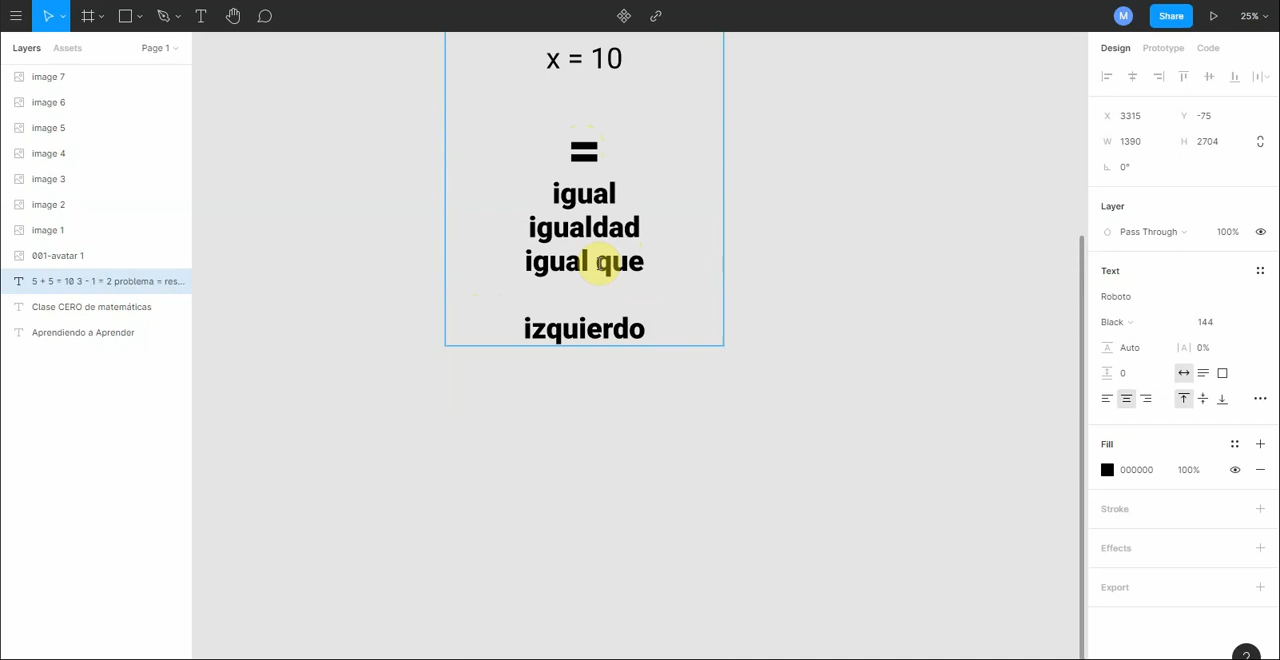 M
Share
25%
Layers
Assets
Page 1
image 7
image 6
image 5
image 4
image 3
image 2
image 1
001-avatar 1
5 + 5 = 10 3 - 1 = 2 problema = res...
Clase CERO de matemáticas
Aprendiendo a Aprender
x = 10
=
igual
igualdad
igual que
izquierdo
Design
Prototype
Code
X 3315 Y -75
W 1390 H 2704
0°
Layer
Pass Through 100%
Text
Roboto
Black 144
A Auto |A| 0%
0
Fill
000000 100%
Stroke
Effects
Export
?